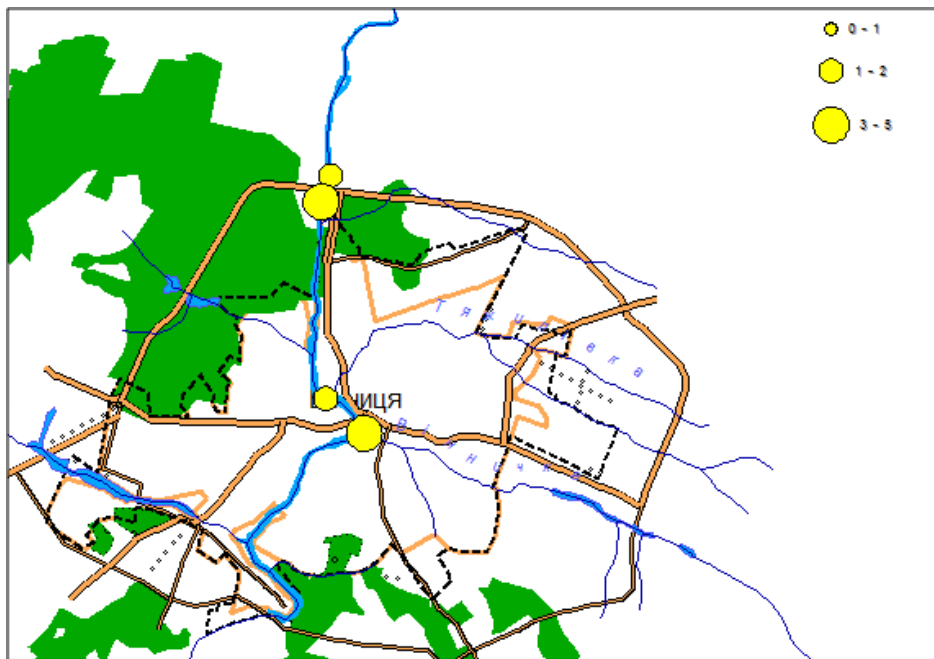 0 - 1
1 - 2
3 - 5
Т я ж и л і в к а
НИЦЯ
В і н н и ч к а